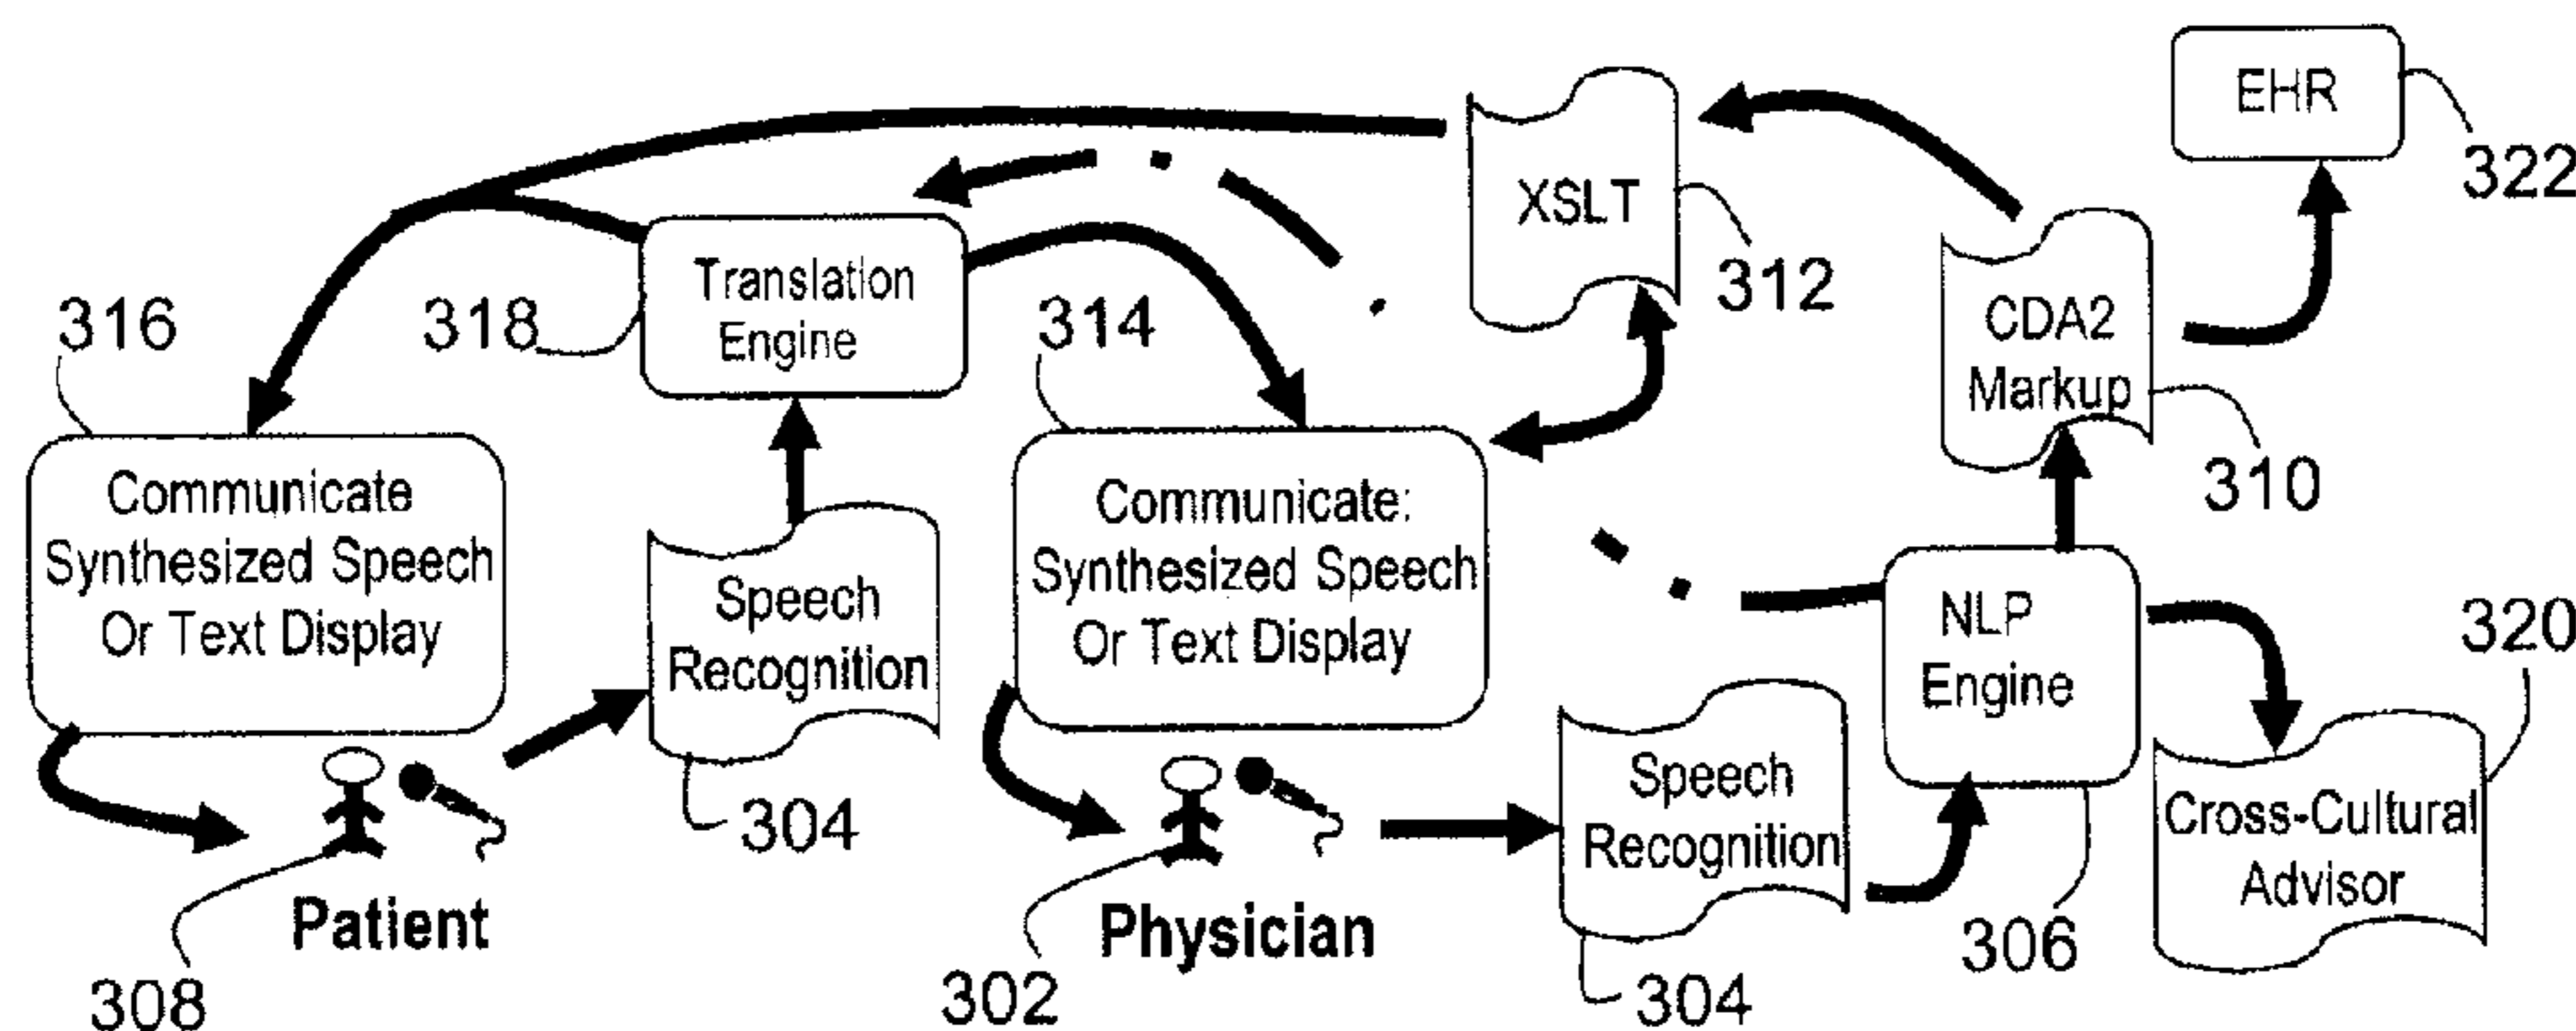 EHR
322
XSLT
312
316
318
Translation
Engine
314
CDA2
Markup
310
Communicate
Synthesized Speech
Or Text Display
Speech
Recognition
304
Communicate:
Synthesized Speech
Or Text Display
NLP
Engine
306
320
Cross-Cultural
Advisor
Speech
Recognition
304
Patient
308
Physician
302